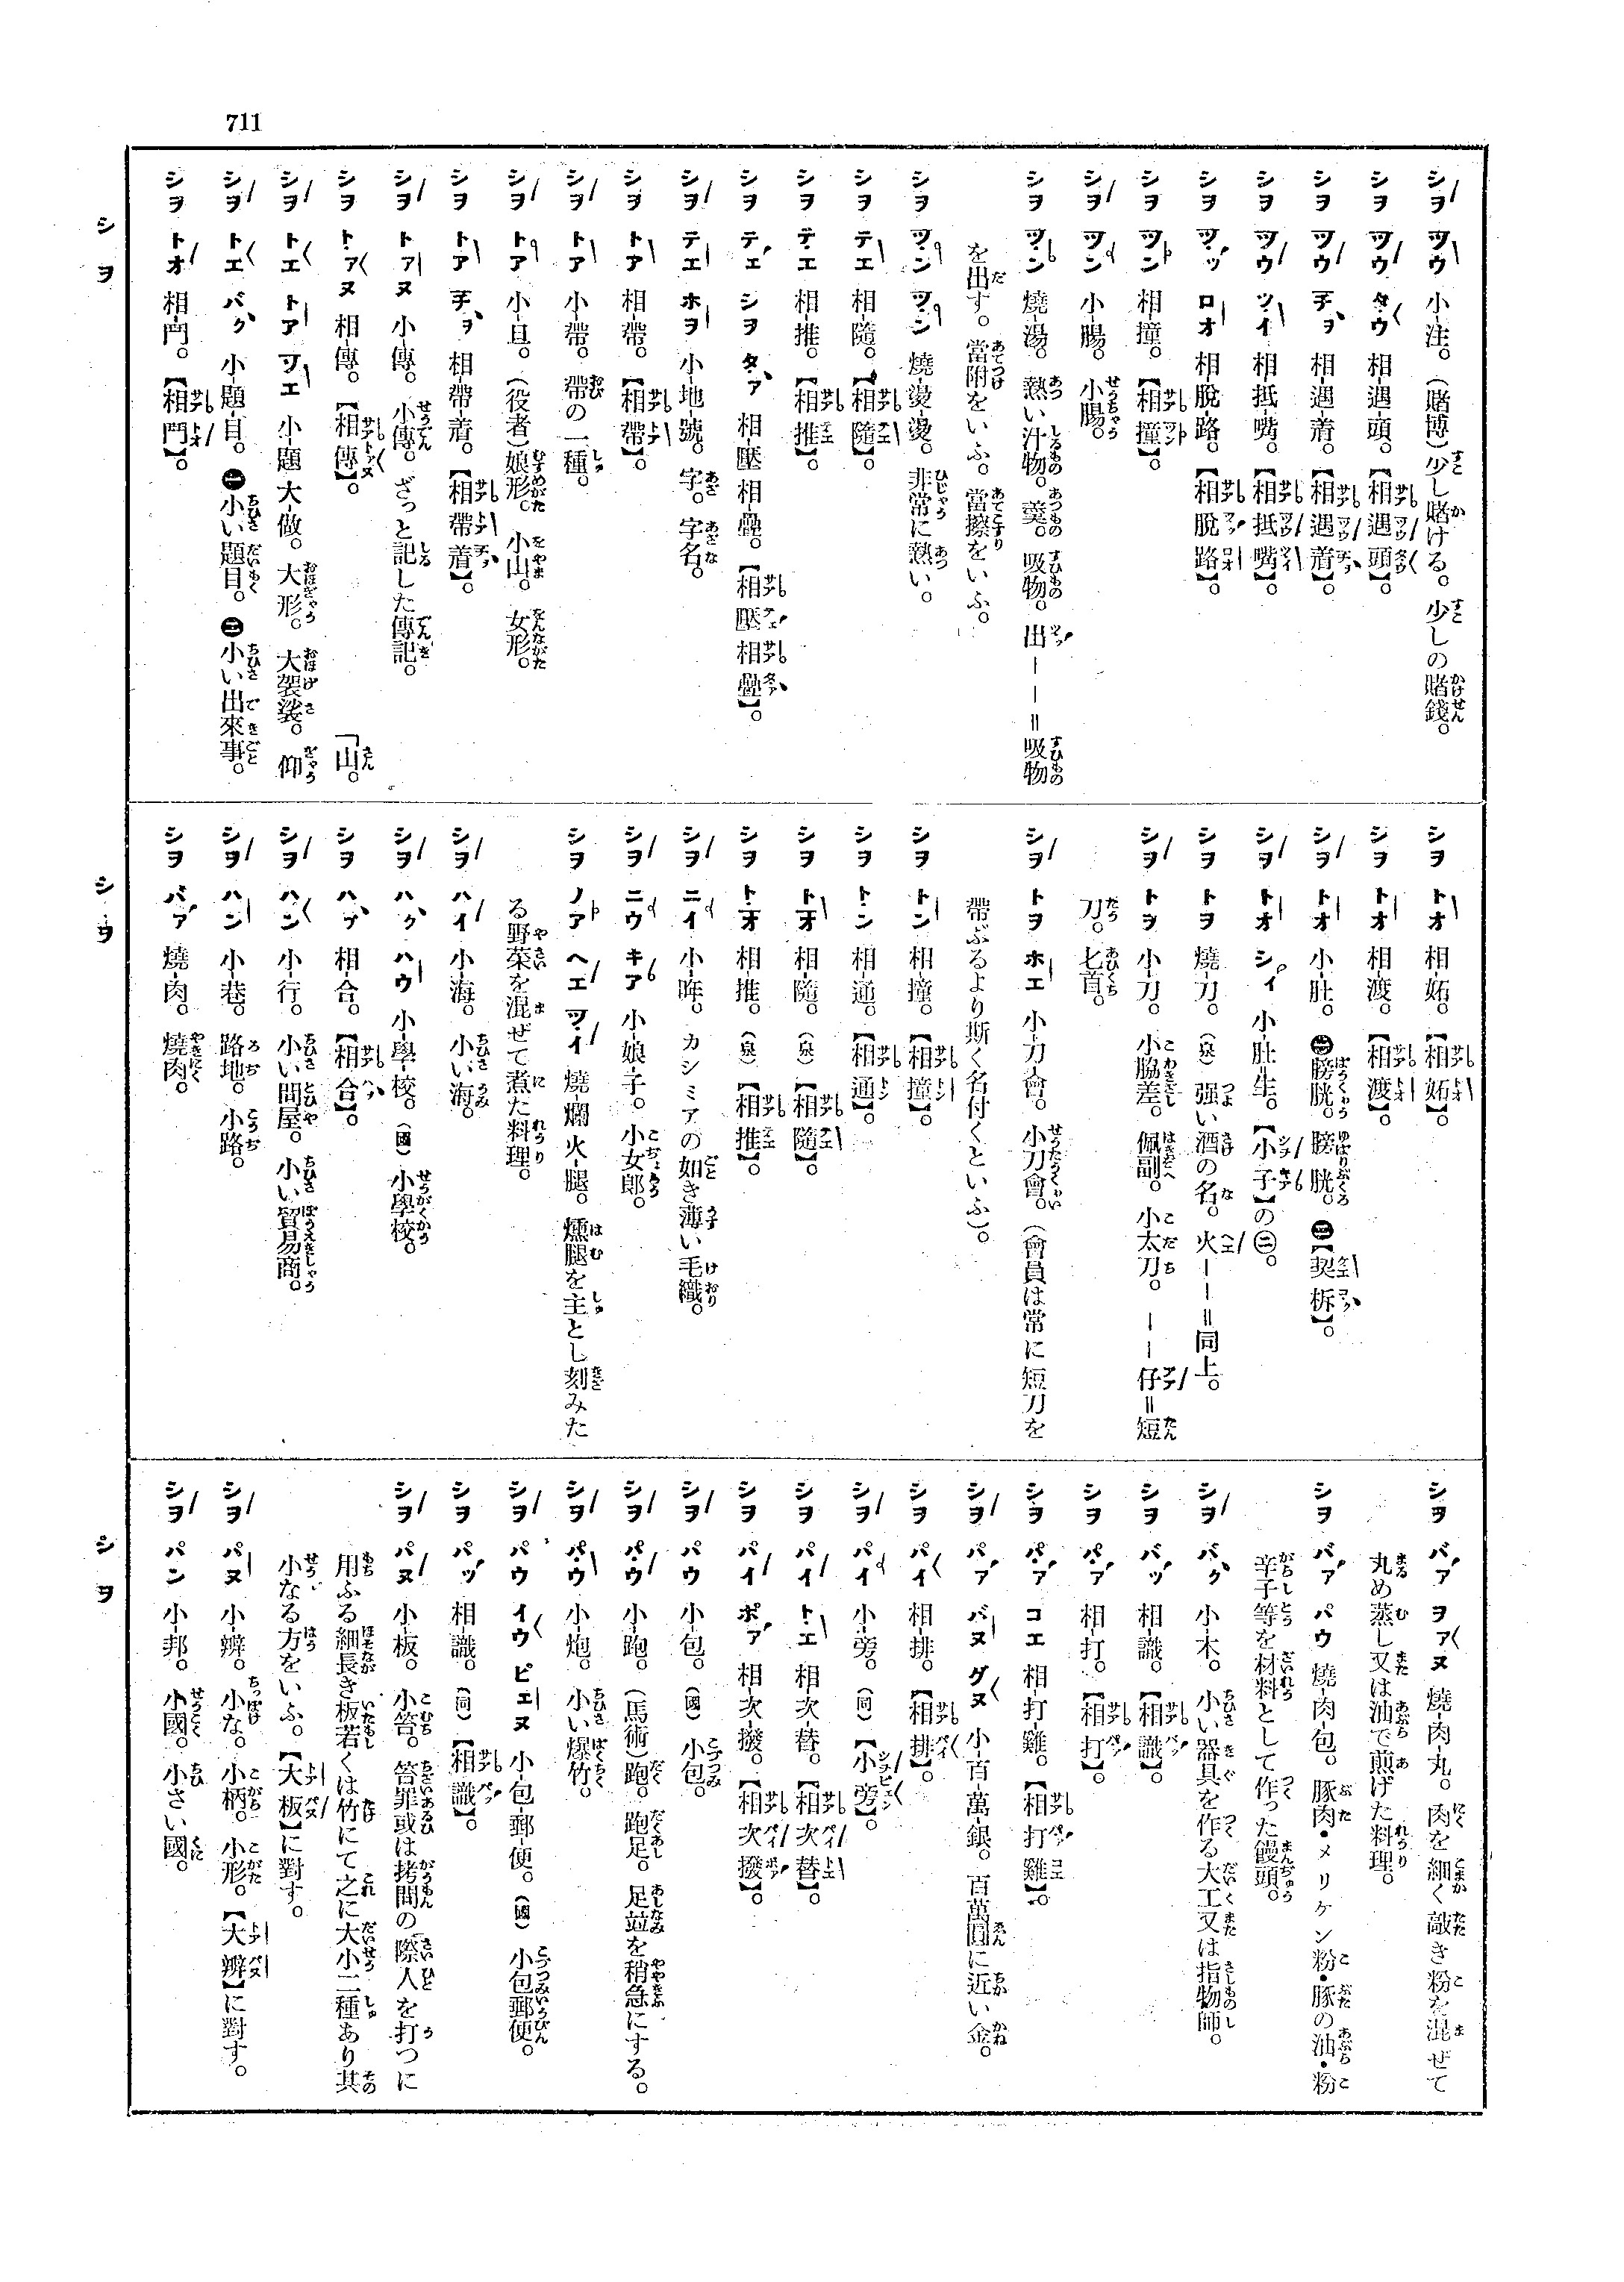 711
シヲ ツウ 小-注。(賭博)少し賭ける。少しの賭錢。
シヲ ツウ タウ 相-遇-頭。【相遇頭】。
シヲ ツウ チヲ 相-遇-着。【相遇着】。
シヲ ツウ ツイ 相-抵-嘴。【相抵嘴】。
シヲ ツッ ロオ 相-脫-路。【相脫路】。
シヲ ツン 相-撞。【相撞】。
シヲ ツン 小-腸。小腸。
シヲ ツン 燒-湯。熱い汁物。羹。吸物。出——=吸物
を出す。當附をいふ。當擦をいふ。
シヲ ツン ツン 燒-燙-燙。非常に熱い。
シヲ テエ 相-隨。【相隨】。
シヲ テエ 相-推。【相推】。
シヲ テェ シヲ タァ 相-壓 相-疊。【相壓相疊】。
シヲ テエ ホヲ 小-地-號。字。字名。
シヲ トア 相-帶。【相帶】。
シヲ トア 小-帶。帶の一種。
シヲ トア 小-旦。(役者)娘形。小山。女形。
シヲ トア チヲ 相-帶-着。【相帶着】。
シヲ トアヌ 小-傳。小傳。ざっと記した傳記。
シヲ トアヌ 相-傳。【相傳】。 「山。
シヲ トエ トア ツエ 小-題 大-做。大形。大袈裟。仰
シヲ トエ バク 小-題-目。㊀小い題目。㊁小い出來事。
シヲ トオ 相-鬥。【相鬥】。
シヲ トオ 相-妬。【相妬】。
シヲ トオ 相-渡。【相渡】。
シヲ トオ 小-肚。㊀膀胱。膀胱。㊁【契柝】。
シヲ トオ シィ 小-肚-生。【小子】の㊁。
シヲ トヲ 燒-刀。(泉)强い酒の名。火——=同上。
シヲ トヲ 小-刀。小脇差。佩副。小太刀。——仔=短
刀。匕首。
シヲ トヲ ホエ 小-刀-會。小刀會。(會員は常に短刀を
帶ぶるより斯く名付くといふ)。
シヲ トン 相-撞。【相撞】。
シヲ トン 相-通。【相通】。
シヲ トオ 相-隨。(泉)【相隨】。
シヲ トオ 相-推。(泉)【相推】。
シヲ ニイ 小-哖。カシミアの如き薄い毛織。
シヲ ニウ キア 小-娘-子。小女郎。
シヲ ノア ヘエ ツイ 燒-爛 火-腿。燻腿を主とし刻みた
る野菜を混ぜて煮た料理。
シヲ ハイ 小-海。小い海。
シヲ ハク ハウ 小-學-校。(國)小學校。
シヲ ハプ 相-合。【相合】。
シヲ ハン 小-行。小い問屋。小い貿易商。
シヲ ハン 小-巷。路地。小路。
シヲ バァ 燒-肉。燒肉。
シヲ バァ ヲアヌ 燒-肉-丸。肉を細く敲き粉を混ぜて
丸め蒸し又は油で煎げた料理。
シヲ バァ パウ 燒-肉-包。豚肉・メリケン粉・豚の油・粉
辛子等を材料として作った饅頭。
シヲ バク 小-木。小い器具を作る大工又は指物師。
シヲ バッ 相-識。【相識】。
シヲ パァ 相-打。【相打】。
シヲ パァ コエ 相-打-雞。【相打雞】。
シヲ パァ バヌ グヌ 小-百-萬-銀。百萬圓に近い金。
シヲ パイ 相-排。【相排】。
シヲ パイ 小-旁。(同)【小旁】。
シヲ パイ トエ 相-次-替。【相次替】。
シヲ パイ ポァ 相-次-撥。【相次撥】。
シヲ パウ 小-包。(國)小包。
シヲ パウ 小-跑。(馬術)跑。跑足。足竝を稍急にする。
シヲ パウ 小-炮。小い爆竹。
シヲ パウ イウ ピェヌ 小-包-郵-便。(國)小包郵便。
シヲ パッ 相-識。(同)【相識】。
シヲ パヌ 小-板。小笞。笞罪或は拷問の際人を打つに
用ふる細長き板若くは竹にて之に大小二種あり其
小なる方をいふ。【大板】に對す。
シヲ パヌ 小-辨。小な。小柄。小形。【大辨】に對す。
シヲ パン 小-邦。小國。小さい國。
シヲ
シヲ
シヲ